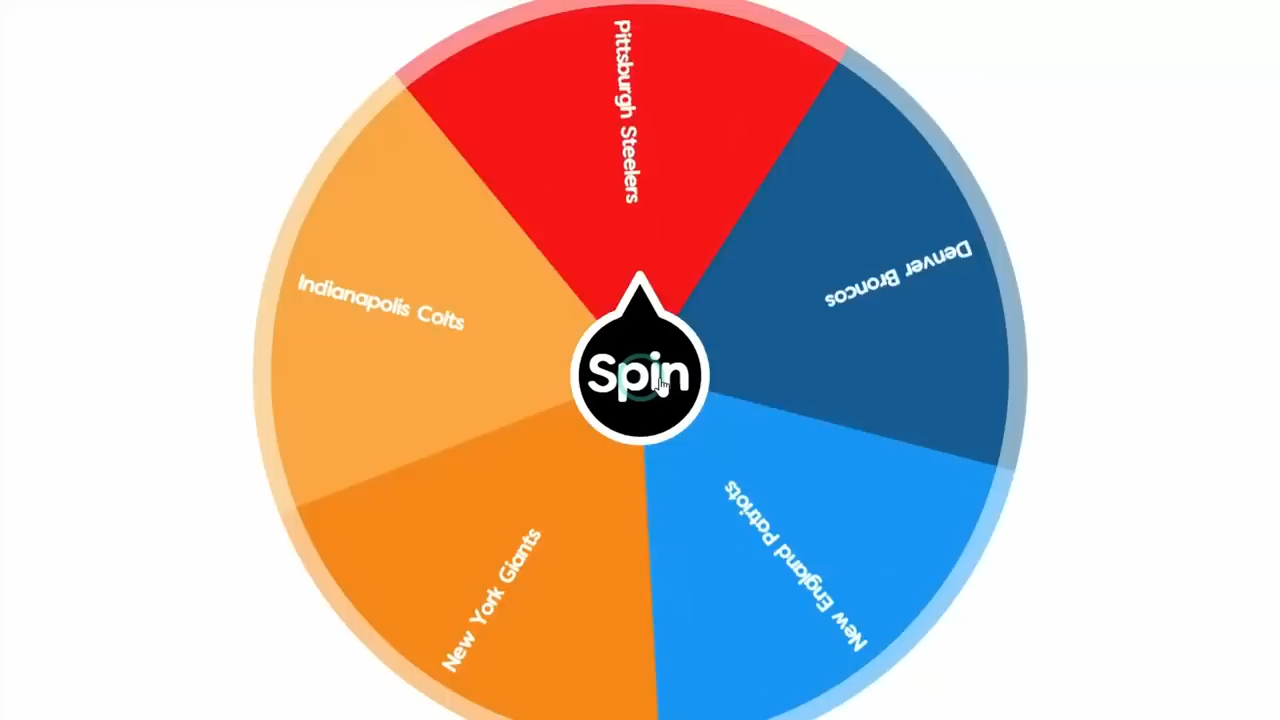 Pittsburgh Steelers
Denver Broncos
Indianapolis Colts
Spin
New England Patriots
New York Giants